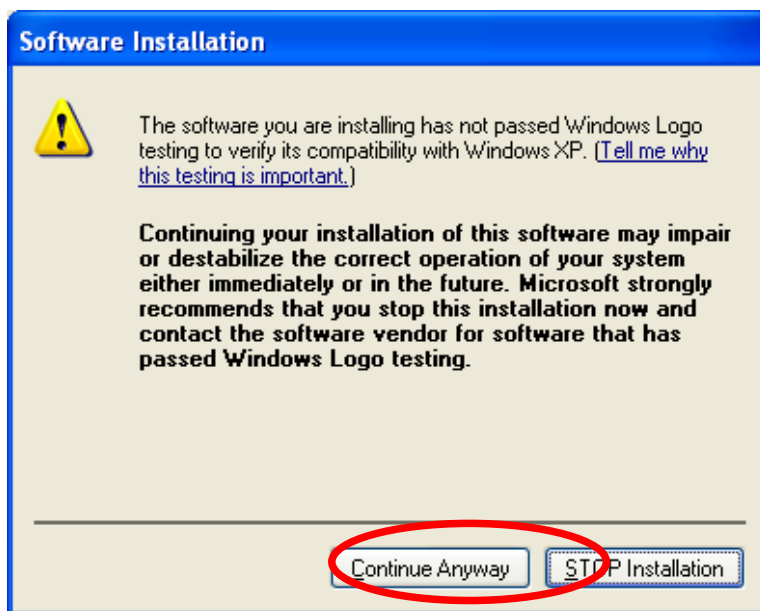 Software Installation
The software you are installing has not passed Windows Logo
testing to verify its compatibility with Windows XP. (Tell me why
this testing is important.)
Continuing your installation of this software may impair
or destabilize the correct operation of your system
either immediately or in the future. Microsoft strongly
recommends that you stop this installation now and
contact the software vendor for software that has
passed Windows Logo testing.
Continue Anyway
STOP Installation